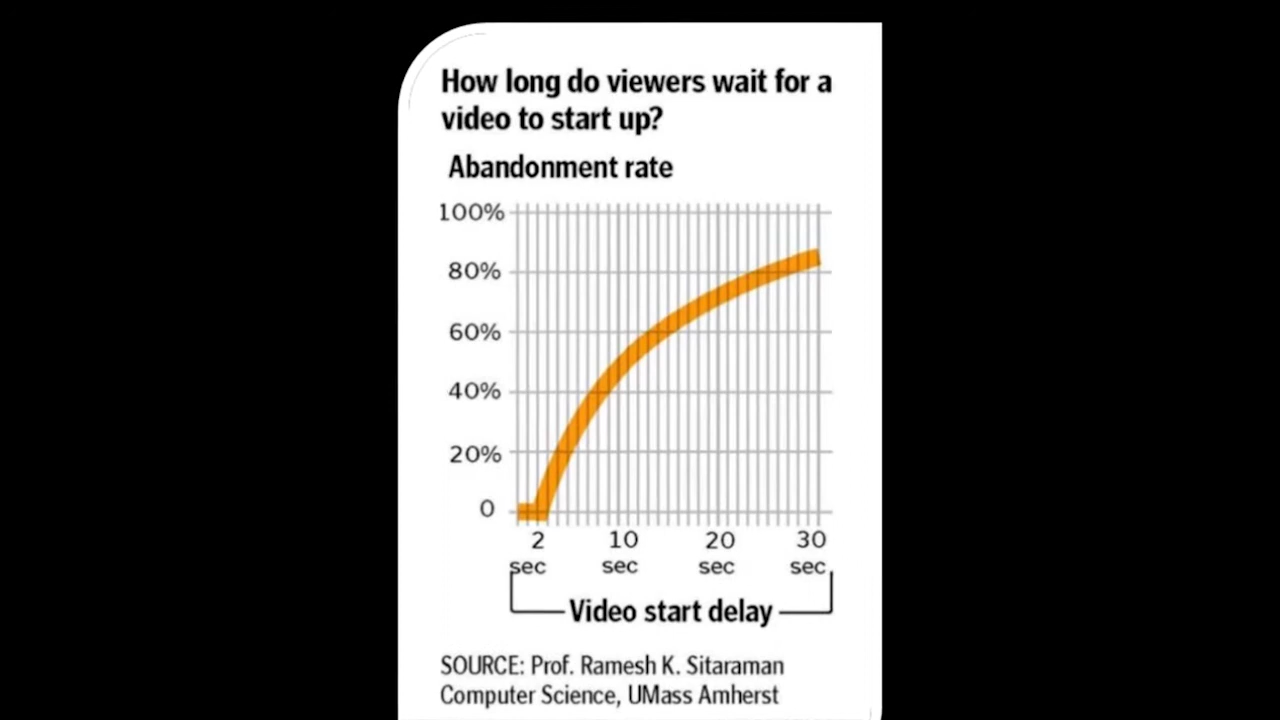 How long do viewers wait for a
video to start up?
Abandonment rate
100%
80%
60%
40%
20%
0
2 10 20 30
sec sec sec sec
Video start delay
SOURCE: Prof. Ramesh K. Sitaraman
Computer Science, UMass Amherst